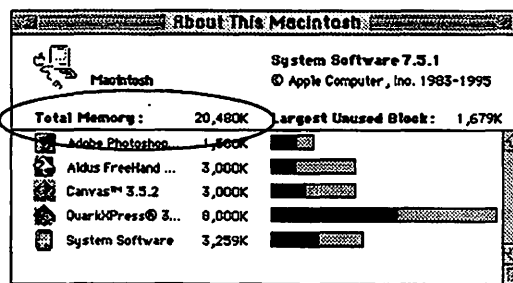 About This Macintosh
System Software 7.5.1
Macintosh
© Apple Computer, Inc. 1983-1995
Total Memory: 20,480K Largest Unused Block: 1,679K
Adobe Photoshop... 1,500K
Aldus FreeHand ... 3,000K
Canvas™ 3.5.2 3,000K
QuarkXPress® 3... 8,000K
System Software 3,259K